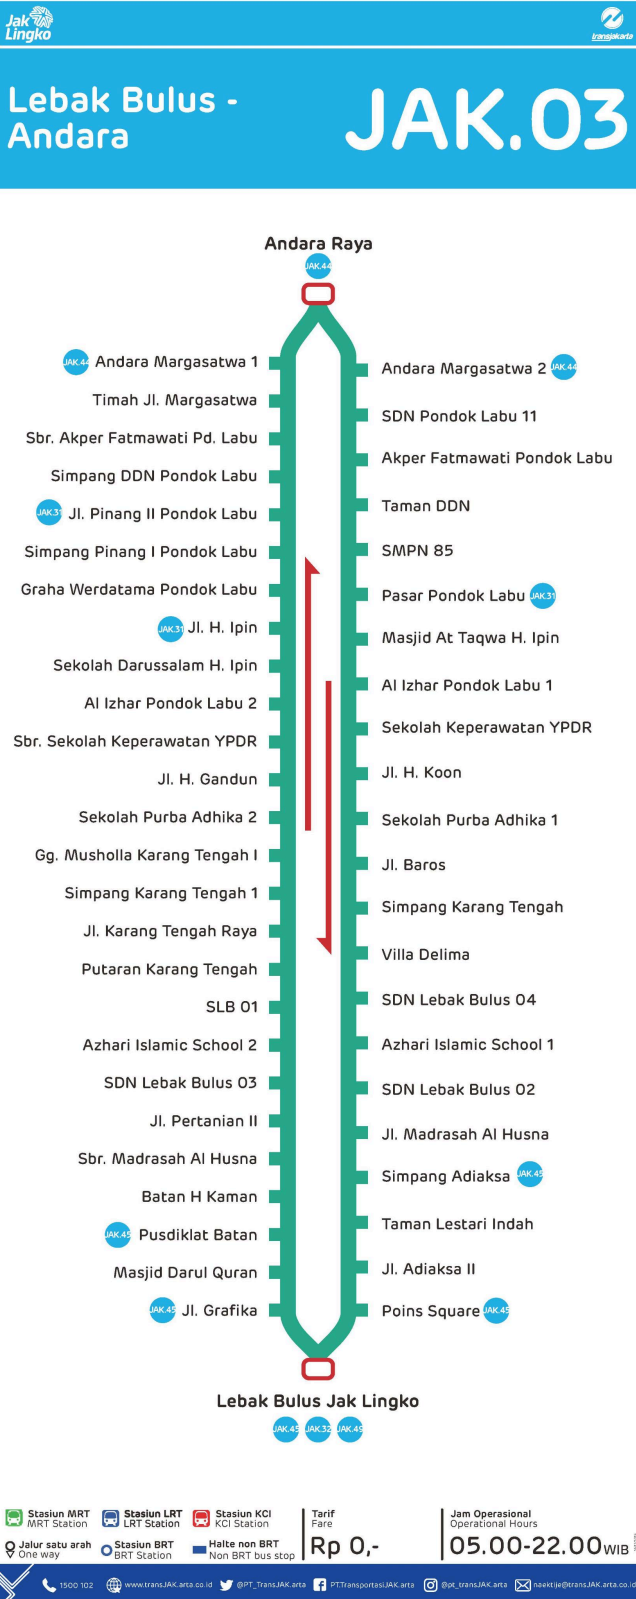 Jak
Lingko
transjakarta
Lebak Bulus -
Andara
JAK.03
Andara Raya
JAK.44
JAK.44 Andara Margasatwa 1
Timah Jl. Margasatwa
Sbr. Akper Fatmawati Pd. Labu
Simpang DDN Pondok Labu
JAK.31 Jl. Pinang II Pondok Labu
Simpang Pinang I Pondok Labu
Graha Werdatama Pondok Labu
JAK.31 Jl. H. Ipin
Sekolah Darussalam H. Ipin
Al Izhar Pondok Labu 2
Sbr. Sekolah Keperawatan YPDR
Jl. H. Gandun
Sekolah Purba Adhika 2
Gg. Musholla Karang Tengah I
Simpang Karang Tengah 1
Jl. Karang Tengah Raya
Putaran Karang Tengah
SLB 01
Azhari Islamic School 2
SDN Lebak Bulus 03
Jl. Pertanian II
Sbr. Madrasah Al Husna
Batan H Kaman
JAK.45 Pusdiklat Batan
Masjid Darul Quran
JAK.45 Jl. Grafika
Andara Margasatwa 2 JAK.44
SDN Pondok Labu 11
Akper Fatmawati Pondok Labu
Taman DDN
SMPN 85
Pasar Pondok Labu JAK.31
Masjid At Taqwa H. Ipin
Al Izhar Pondok Labu 1
Sekolah Keperawatan YPDR
Jl. H. Koon
Sekolah Purba Adhika 1
Jl. Baros
Simpang Karang Tengah
Villa Delima
SDN Lebak Bulus 04
Azhari Islamic School 1
SDN Lebak Bulus 02
Jl. Madrasah Al Husna
Simpang Adiaksa JAK.45
Taman Lestari Indah
Jl. Adiaksa II
Poins Square JAK.45
Lebak Bulus Jak Lingko
JAK.45 JAK.32 JAK.49
Stasiun MRT
MRT Station
Stasiun LRT
LRT Station
Stasiun KCI
KCI Station
Jalur satu arah
One way
Stasiun BRT
BRT Station
Halte non BRT
Non BRT bus stop
Tarif
Fare
Rp 0,-
Jam Operasional
Operational Hours
05.00-22.00 WIB
1500 102
www.transJAK.arta.co.id
@PT_TransJAK.arta
PT.TransportasiJAK.arta
@pt_transJAK.arta
naektije@transJAK.arta.co.id